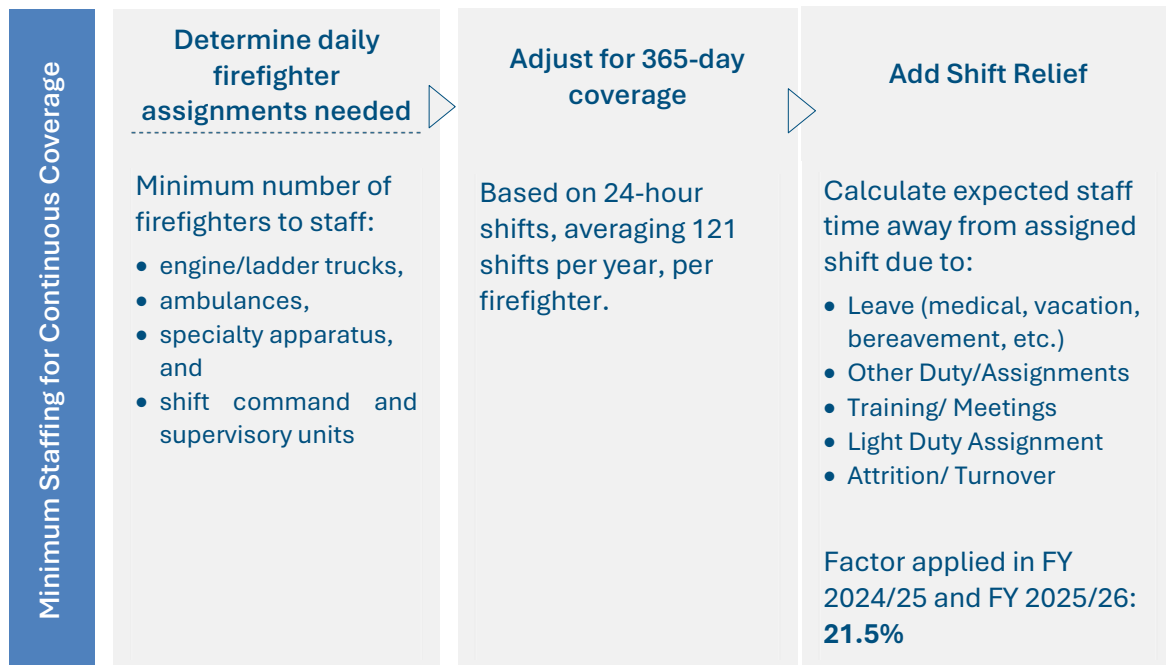 Minimum Staffing for Continuous Coverage
Determine daily
firefighter
assignments needed
Minimum number of
firefighters to staff:
• engine/ladder trucks,
• ambulances,
• specialty apparatus,
and
• shift command and
supervisory units
Adjust for 365-day
coverage
Based on 24-hour
shifts, averaging 121
shifts per year, per
firefighter.
Add Shift Relief
Calculate expected staff
time away from assigned
shift due to:
• Leave (medical, vacation,
bereavement, etc.)
• Other Duty/Assignments
• Training/ Meetings
• Light Duty Assignment
• Attrition/ Turnover
Factor applied in FY
2024/25 and FY 2025/26:
21.5%